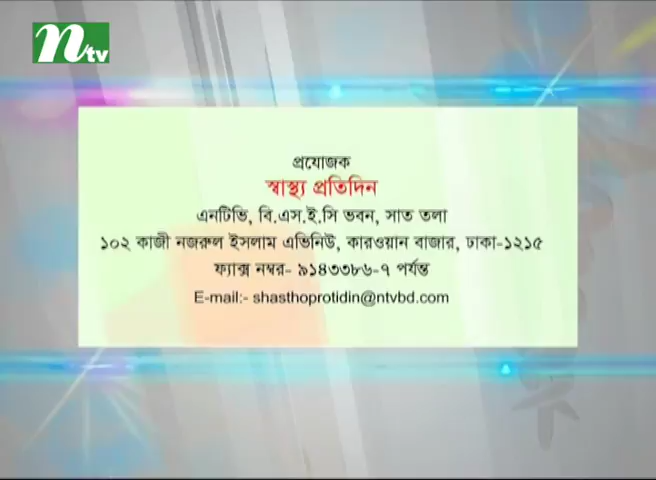 ntv
প্রযোজক
স্বাস্থ্য প্রতিদিন
এনটিভি, বি.এস.ই.সি ভবন, সাত তলা
১০২ কাজী নজরুল ইসলাম এভিনিউ, কারওয়ান বাজার, ঢাকা-১২১৫
ফ্যাক্স নম্বর- ৯১৪৩৩৮৬-৭ পর্যন্ত
E-mail:- shasthoprotidin@ntvbd.com